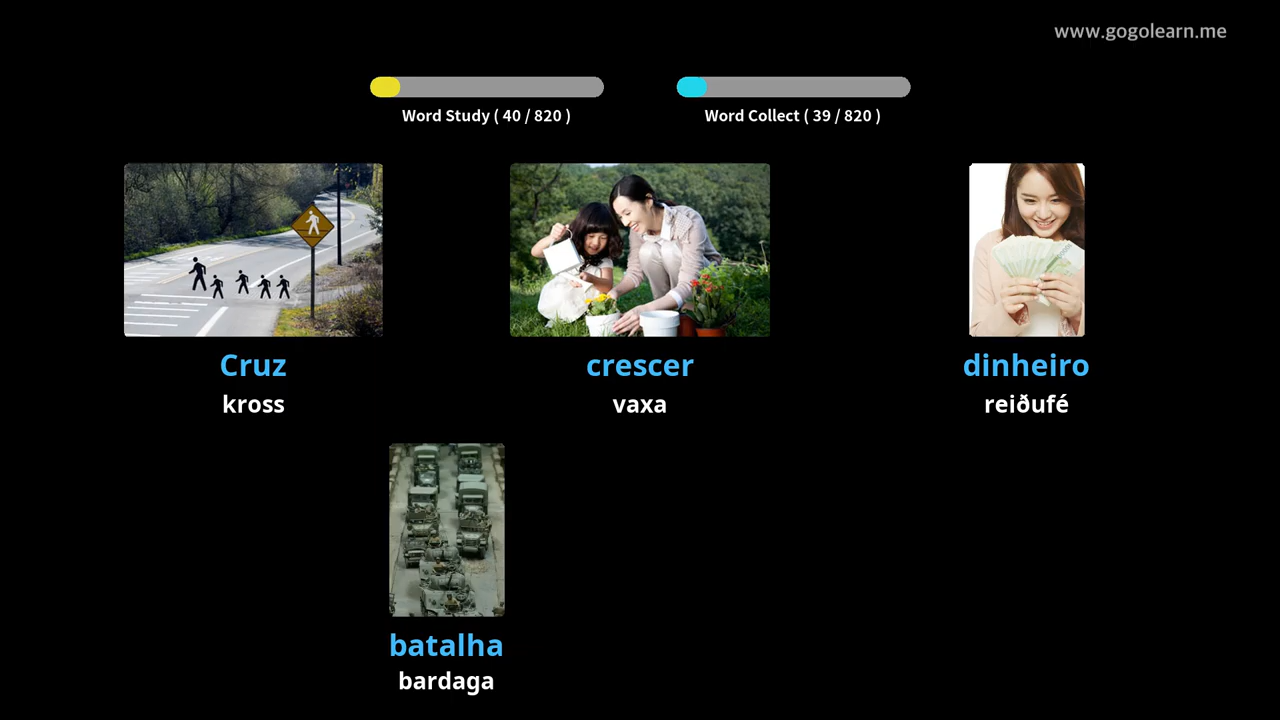 www.gogolearn.me
Word Study ( 40 / 820 )
Word Collect ( 39 / 820 )
Cruz
kross
crescer
vaxa
dinheiro
reiðufé
batalha
bardaga